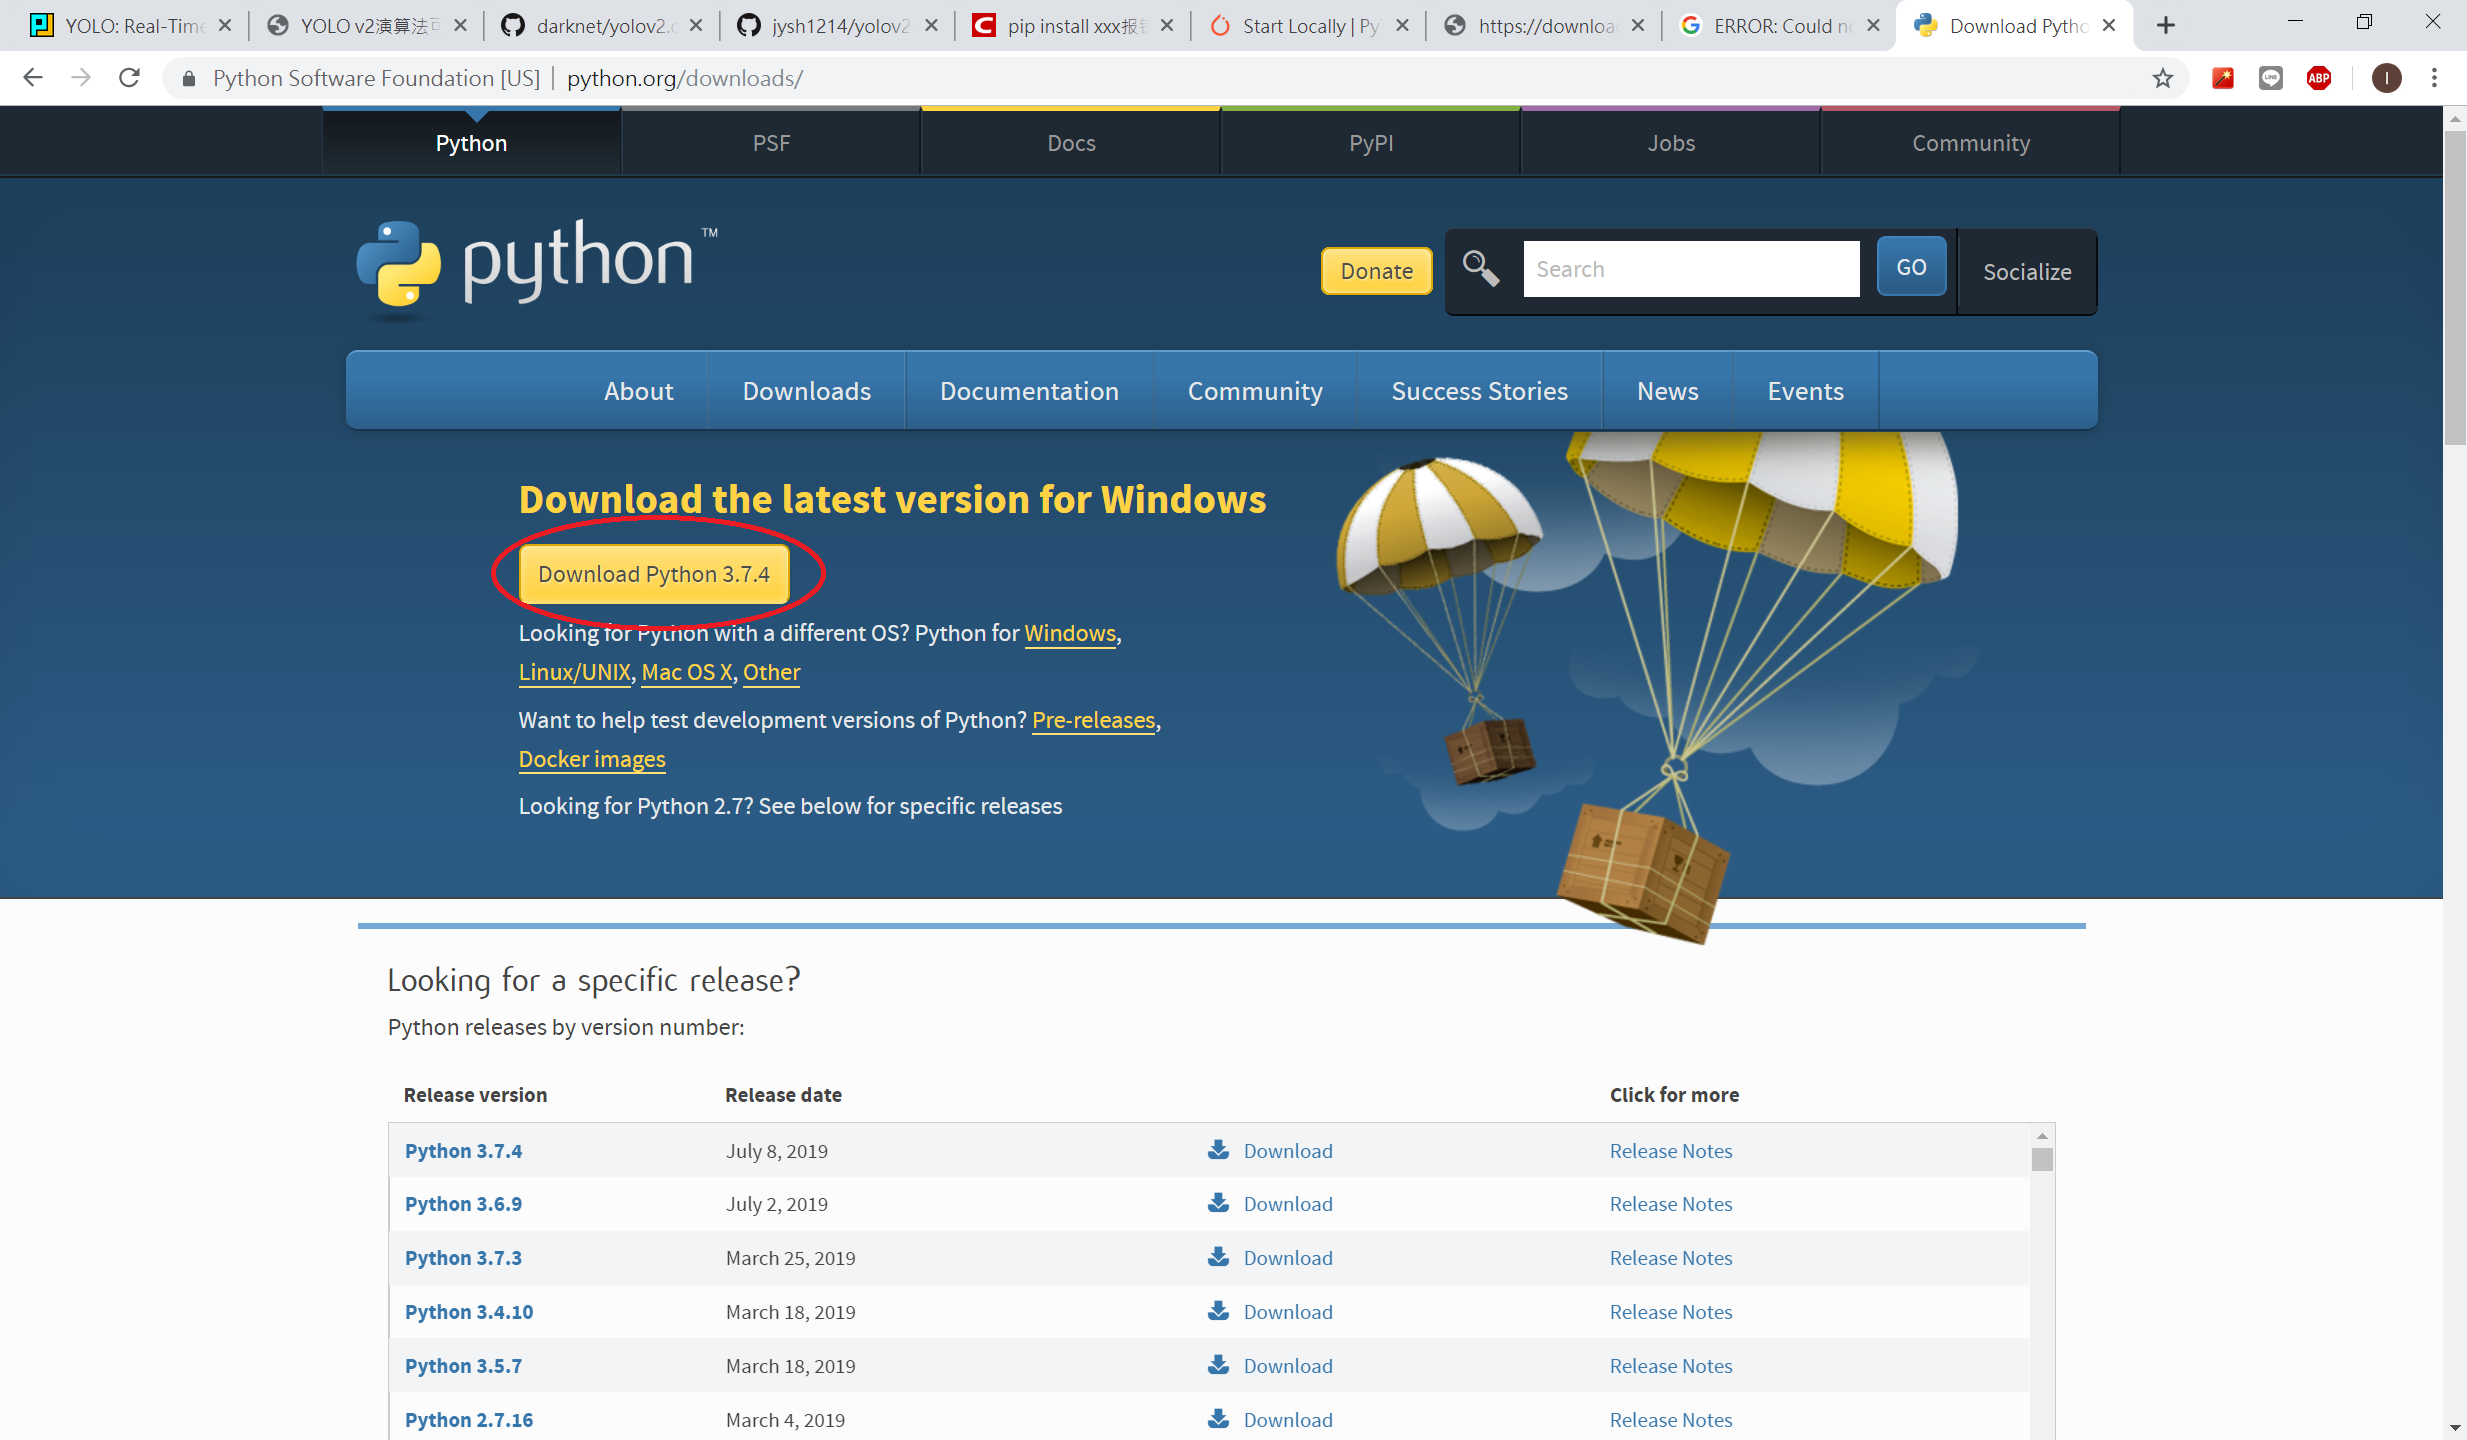 YOLO: Real-Time
YOLO v2演算法
darknet/yolov2.c
jysh1214/yolov2
pip install xxx报
Start Locally | Py
https://downloa
ERROR: Could no
Download Pytho
Python Software Foundation [US] | python.org/downloads/
ABP
I
Python
PSF
Docs
PyPI
Jobs
Community
python™
Donate
Search
GO
Socialize
About
Downloads
Documentation
Community
Success Stories
News
Events
Download the latest version for Windows
Download Python 3.7.4
Looking for Python with a different OS? Python for Windows,
Linux/UNIX, Mac OS X, Other
Want to help test development versions of Python? Pre-releases,
Docker images
Looking for Python 2.7? See below for specific releases
Looking for a specific release?
Python releases by version number:
Release version Release date Click for more
Python 3.7.4 July 8, 2019 Download Release Notes
Python 3.6.9 July 2, 2019 Download Release Notes
Python 3.7.3 March 25, 2019 Download Release Notes
Python 3.4.10 March 18, 2019 Download Release Notes
Python 3.5.7 March 18, 2019 Download Release Notes
Python 2.7.16 March 4, 2019 Download Release Notes